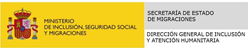 MINISTERIO
DE INCLUSIÓN, SEGURIDAD SOCIAL
Y MIGRACIONES
SECRETARÍA DE ESTADO
DE MIGRACIONES
DIRECCIÓN GENERAL DE INCLUSIÓN
Y ATENCIÓN HUMANITARIA